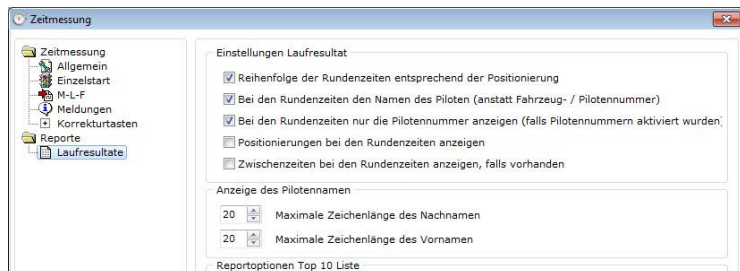 Zeitmessung
Zeitmessung
Allgemein
Einzelstart
M-L-F
Meldungen
Korrekturtasten
Reporte
Laufresultate
Einstellungen Laufresultat
Reihenfolge der Rundenzeiten entsprechend der Positionierung
Bei den Rundenzeiten den Namen des Piloten (anstatt Fahrzeug- / Pilotennummer)
Bei den Rundenzeiten nur die Pilotennummer anzeigen (falls Pilotennummern aktiviert wurden)
Positionierungen bei den Rundenzeiten anzeigen
Zwischenzeiten bei den Rundenzeiten anzeigen, falls vorhanden
Anzeige des Pilotennamen
20 Maximale Zeichenlänge des Nachnamen
20 Maximale Zeichenlänge des Vornamen
Reportoptionen Top 10 Liste